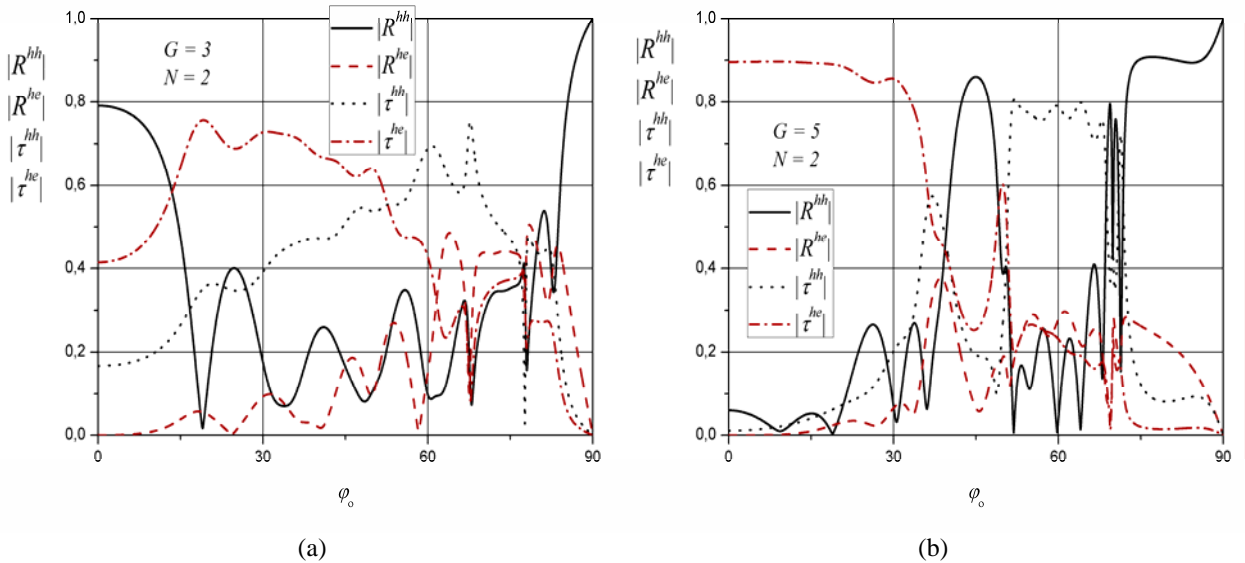 |R^hh|
|R^he|
|τ^hh|
|τ^he|
1,0
0,8
0,6
0,4
0,2
0,0
G = 3
N = 2
|R^hh|
|R^he|
|τ^hh|
|τ^he|
0
30
60
90
φ₀
(a)
|R^hh|
|R^he|
|τ^hh|
|τ^he|
1,0
0,8
0,6
0,4
0,2
0,0
G = 5
N = 2
|R^hh|
|R^he|
|τ^hh|
|τ^he|
0
30
60
90
φ₀
(b)